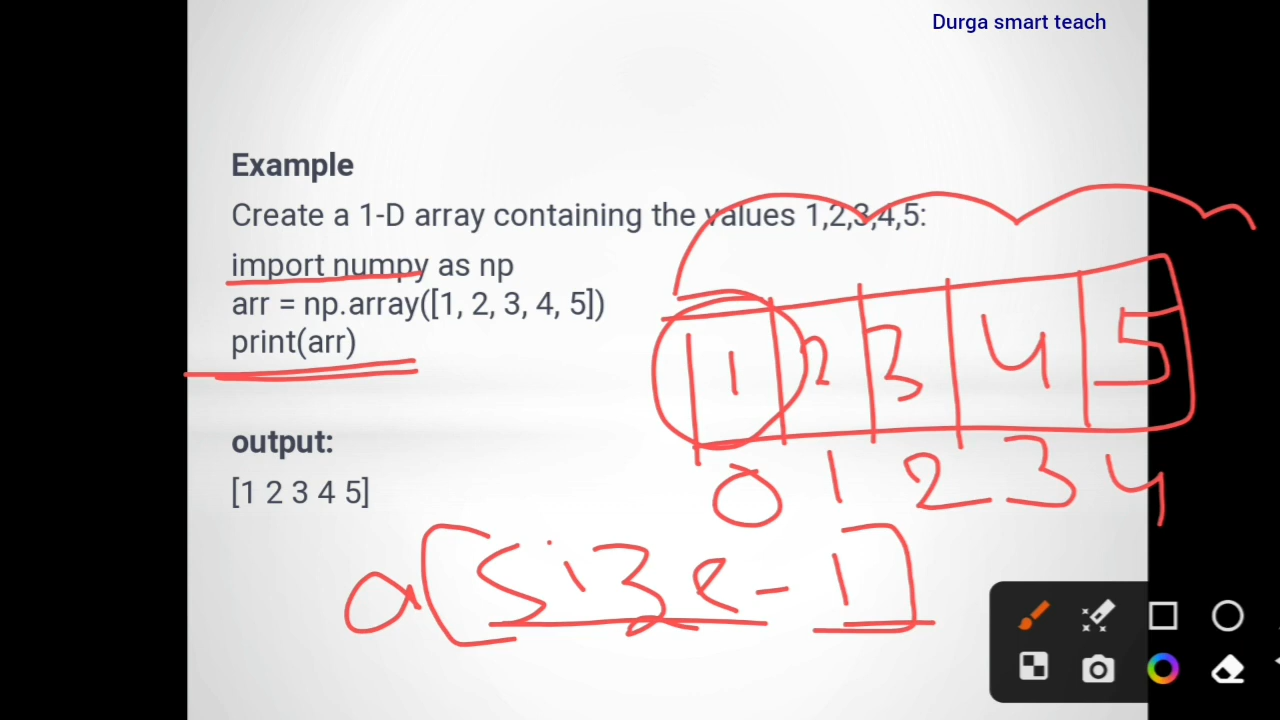 Durga smart teach
Example
Create a 1-D array containing the values 1,2,3,4,5:
import numpy as np
arr = np.array([1, 2, 3, 4, 5])
print(arr)
1 2 3 4 5
0 1 2 3 4
output:
[1 2 3 4 5]
a[size-1]